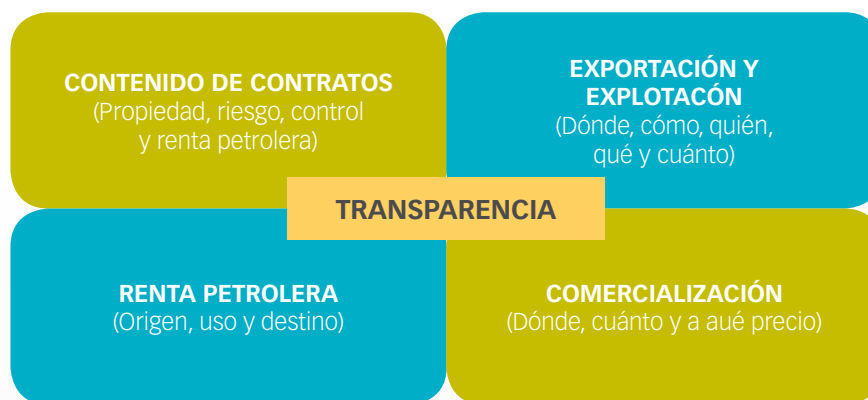 CONTENIDO DE CONTRATOS
(Propiedad, riesgo, control
y renta petrolera)
EXPORTACIÓN Y
EXPLOTACÓN
(Dónde, cómo, quién,
qué y cuánto)
TRANSPARENCIA
RENTA PETROLERA
(Origen, uso y destino)
COMERCIALIZACIÓN
(Dónde, cuánto y a aué precio)